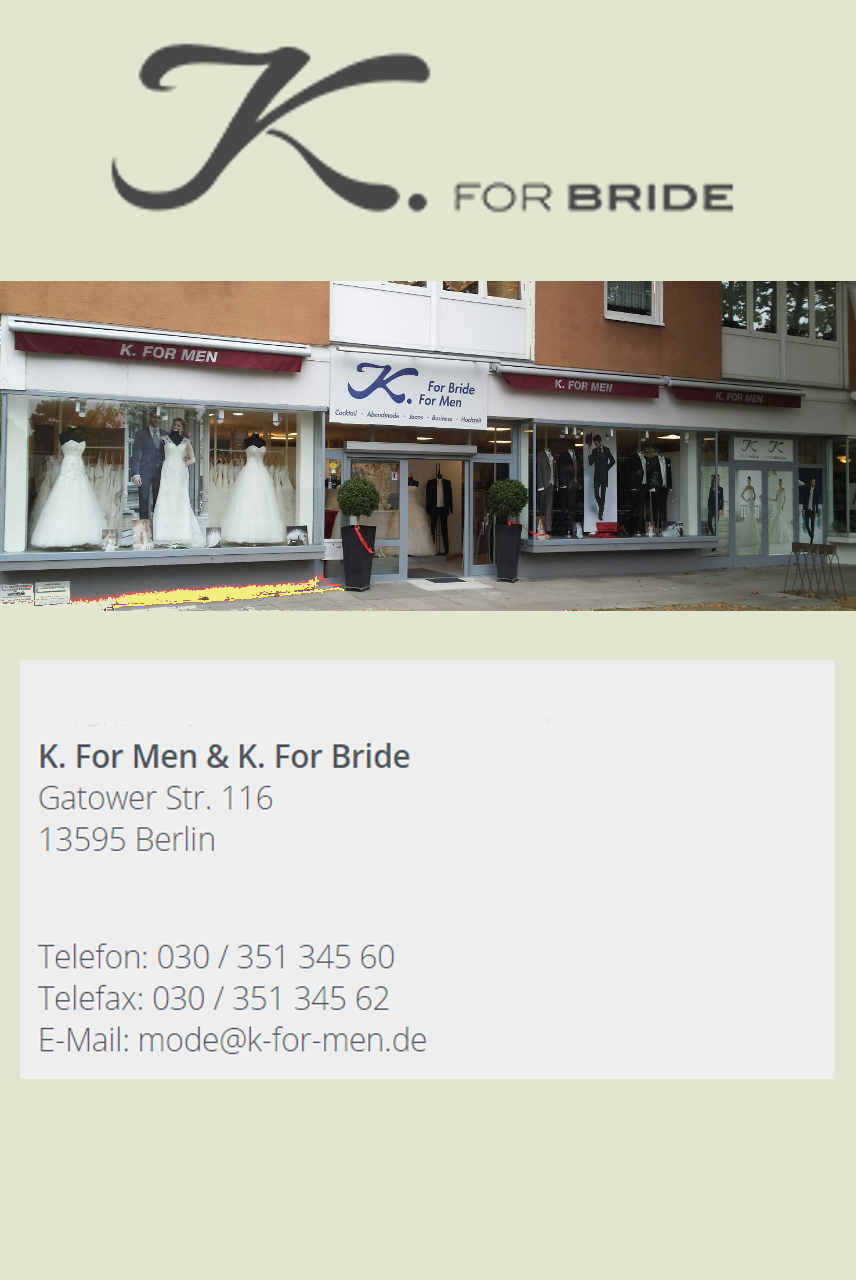 K. FOR BRIDE
K. FOR MEN
K. For Bride
For Men
Cocktail · Abendmode · Jeans · Business · Hochzeit
K. FOR MEN
K. FOR MEN
K K
K. For Men & K. For Bride
Gatower Str. 116
13595 Berlin
Telefon: 030 / 351 345 60
Telefax: 030 / 351 345 62
E-Mail: mode@k-for-men.de